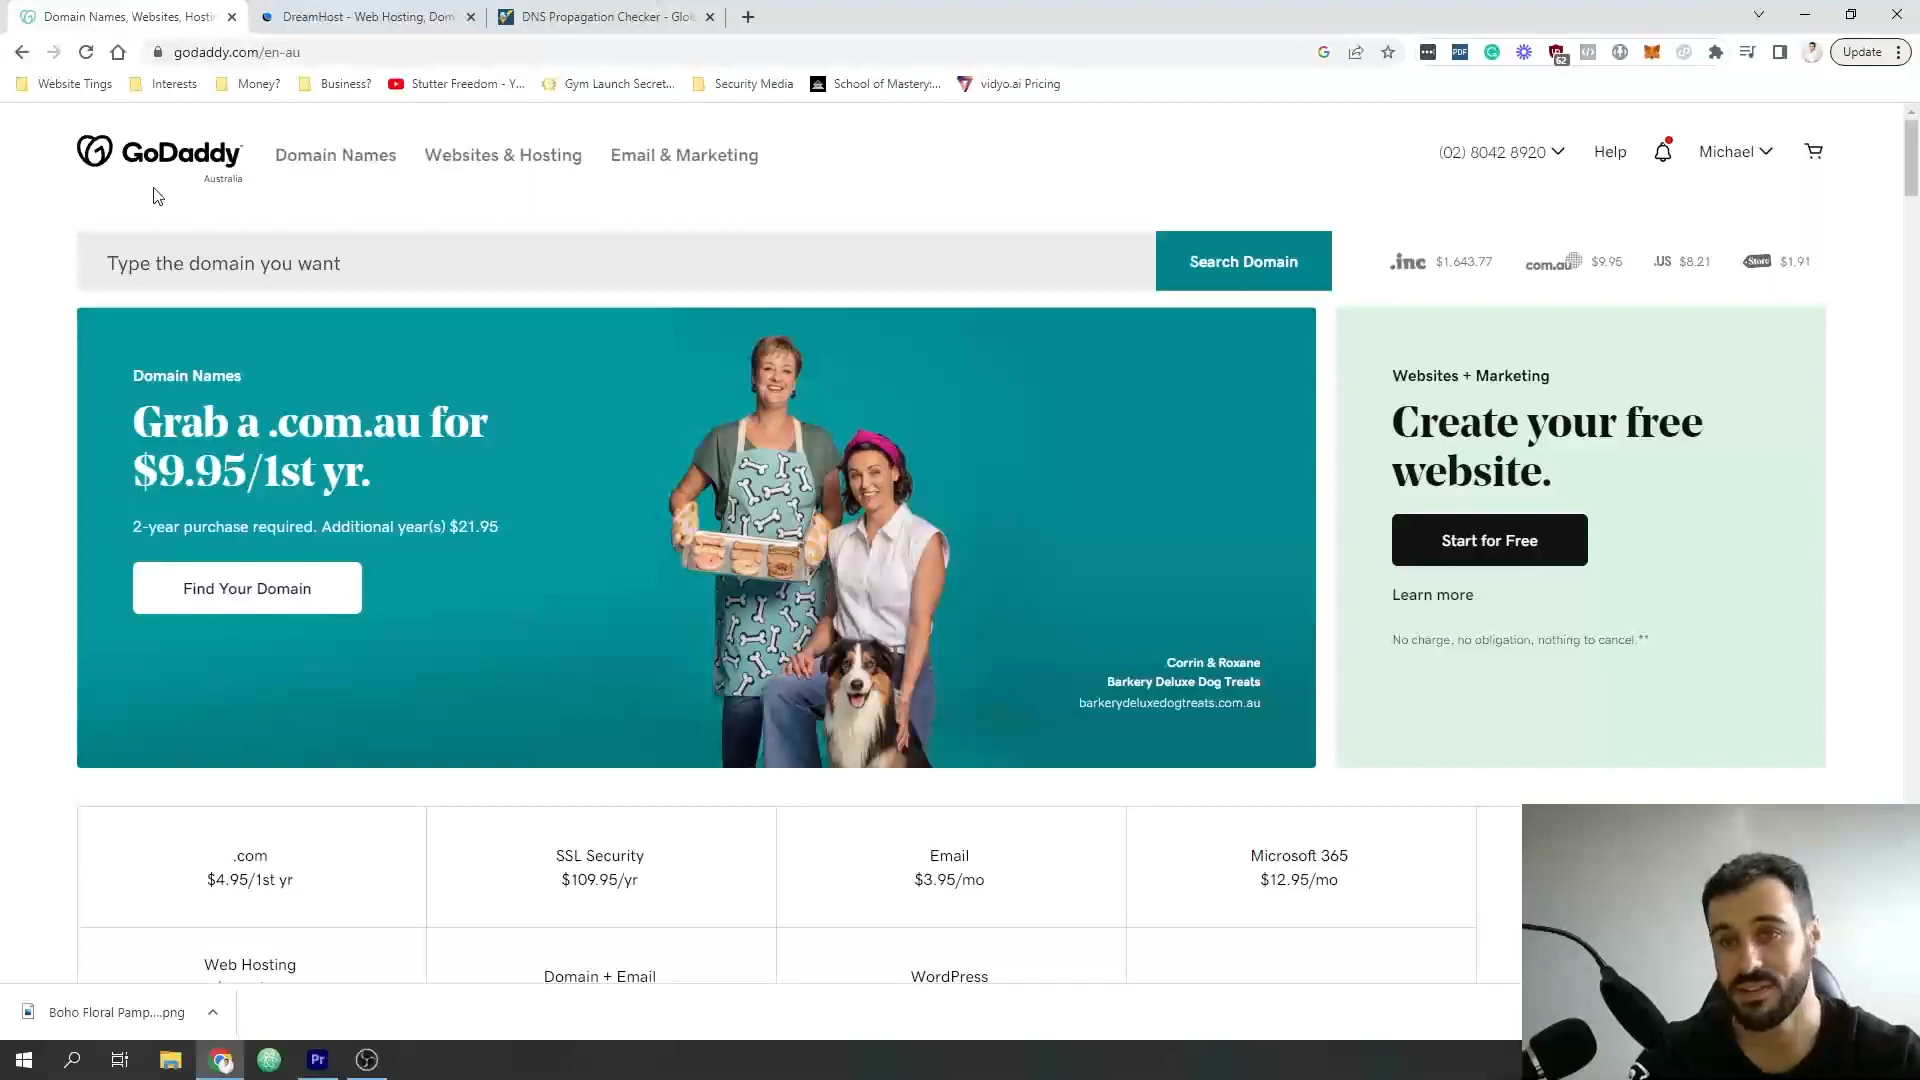 Domain Names, Websites, Hostin
DreamHost - Web Hosting, Dom
DNS Propagation Checker - Glo
godaddy.com/en-au
62
Update
Website Tings
Interests
Money?
Business?
Stutter Freedom - Y...
Gym Launch Secret...
Security Media
School of Mastery:...
vidyo.ai Pricing
GoDaddy
Australia
Domain Names
Websites & Hosting
Email & Marketing
(02) 8042 8920
Help
Michael
Type the domain you want
Search Domain
.inc $1,643.77
com.au $9.95
.US $8.21
.Store $1.91
Domain Names
Grab a .com.au for
$9.95/1st yr.
2-year purchase required. Additional year(s) $21.95
Find Your Domain
Corrin & Roxane
Barkery Deluxe Dog Treats
barkerydeluxedogtreats.com.au
Websites + Marketing
Create your free
website.
Start for Free
Learn more
No charge, no obligation, nothing to cancel.**
.com
$4.95/1st yr
SSL Security
$109.95/yr
Email
$3.95/mo
Microsoft 365
$12.95/mo
Web Hosting
Domain + Email
WordPress
Boho Floral Pamp....png
Pr